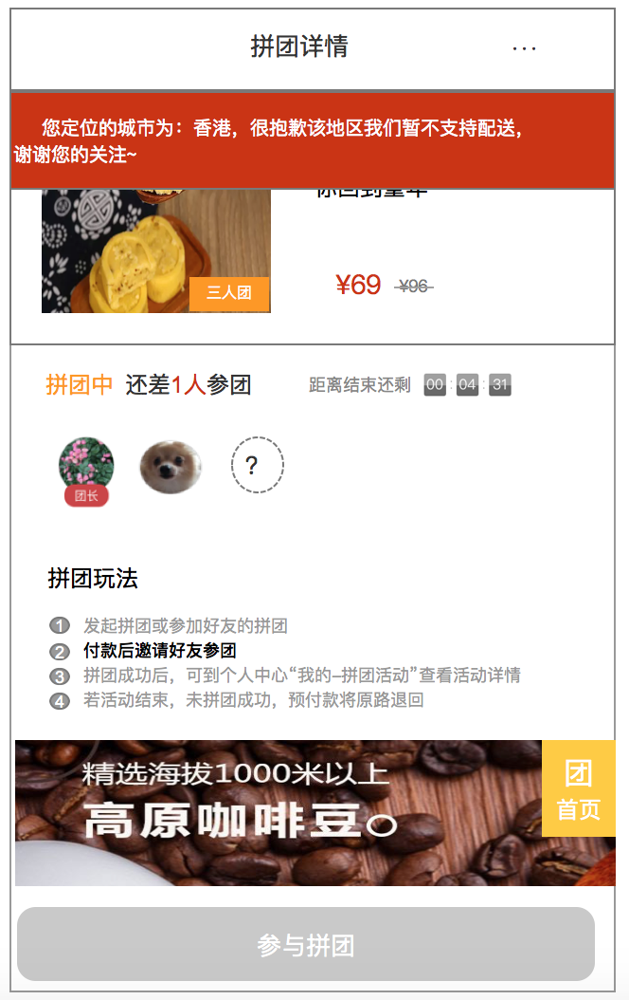 拼团详情
...
您定位的城市为：香港，很抱歉该地区我们暂不支持配送，
谢谢您的关注~
你回到童年
三人团
¥69 ¥96
拼团中 还差1人参团 距离结束还剩 00 : 04 : 31
团长
?
拼团玩法
1 发起拼团或参加好友的拼团
2 付款后邀请好友参团
3 拼团成功后，可到个人中心“我的-拼团活动”查看活动详情
4 若活动结束，未拼团成功，预付款将原路退回
精选海拔1000米以上
高原咖啡豆。
团
首页
参与拼团